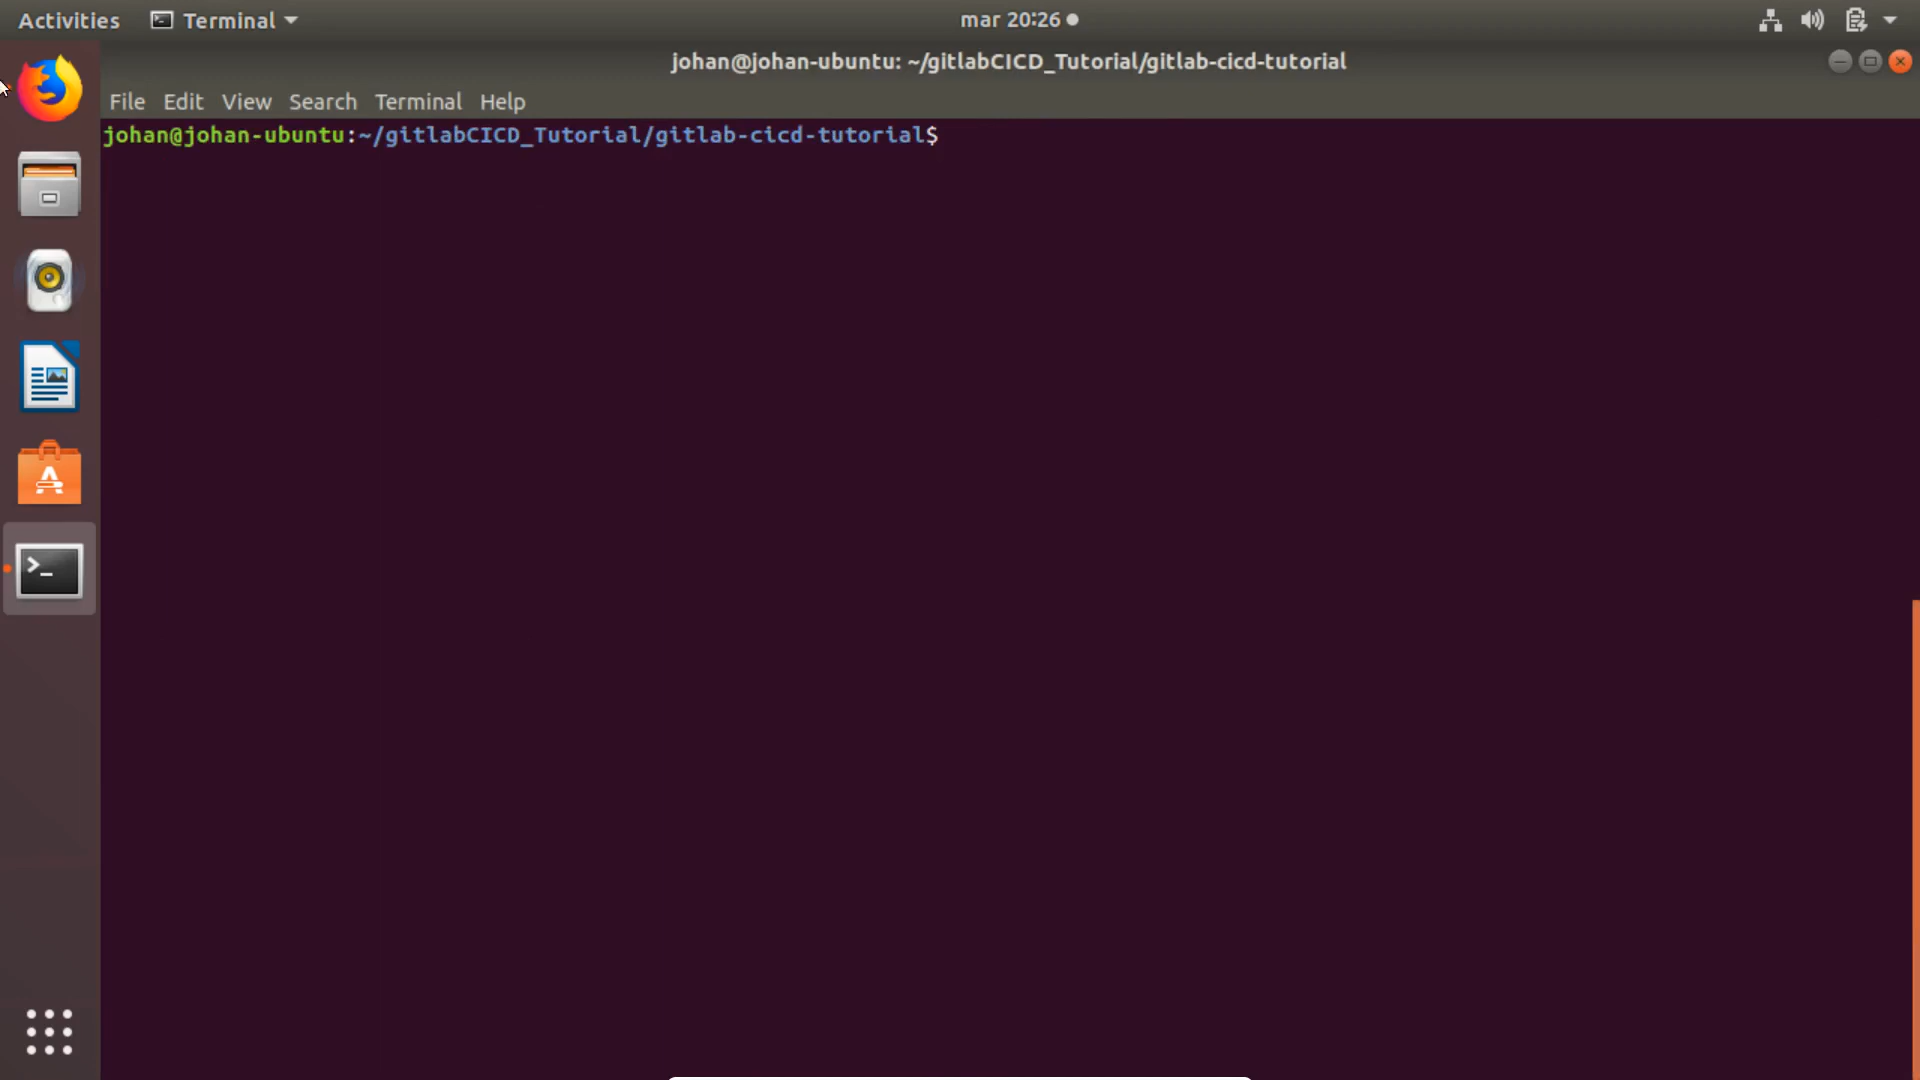 Activities Terminal mar 20:26
johan@johan-ubuntu: ~/gitlabCICD_Tutorial/gitlab-cicd-tutorial
File Edit View Search Terminal Help
johan@johan-ubuntu:~/gitlabCICD_Tutorial/gitlab-cicd-tutorial$